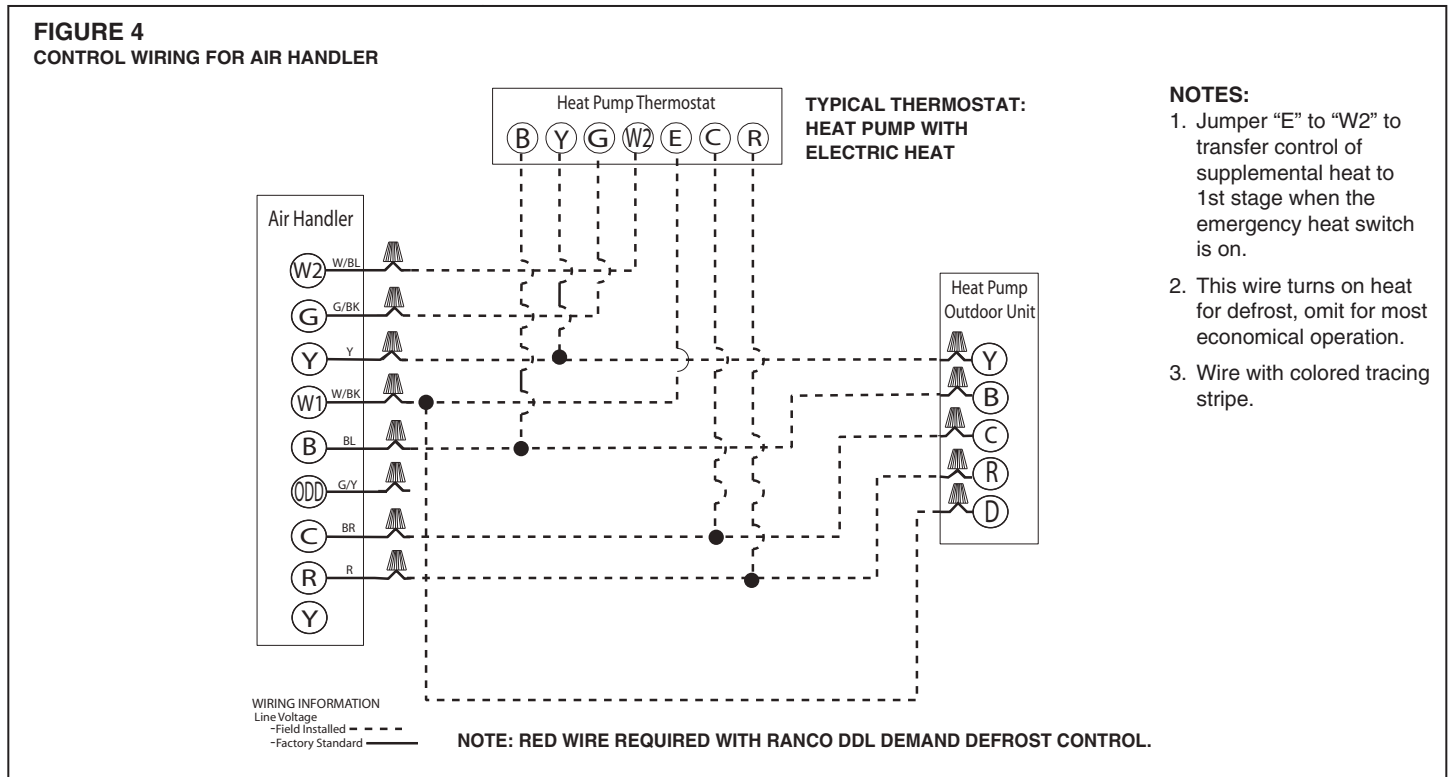 FIGURE 4
CONTROL WIRING FOR AIR HANDLER
Heat Pump Thermostat
B Y G W2 E C R
TYPICAL THERMOSTAT:
HEAT PUMP WITH
ELECTRIC HEAT
Air Handler
W2 W/BL
G G/BK
Y Y
W1 W/BK
B BL
ODD G/Y
C BR
R R
Y
Heat Pump
Outdoor Unit
Y
B
C
R
D
NOTES:
1. Jumper “E” to “W2” to
transfer control of
supplemental heat to
1st stage when the
emergency heat switch
is on.
2. This wire turns on heat
for defrost, omit for most
economical operation.
3. Wire with colored tracing
stripe.
WIRING INFORMATION
Line Voltage
-Field Installed
-Factory Standard
NOTE: RED WIRE REQUIRED WITH RANCO DDL DEMAND DEFROST CONTROL.